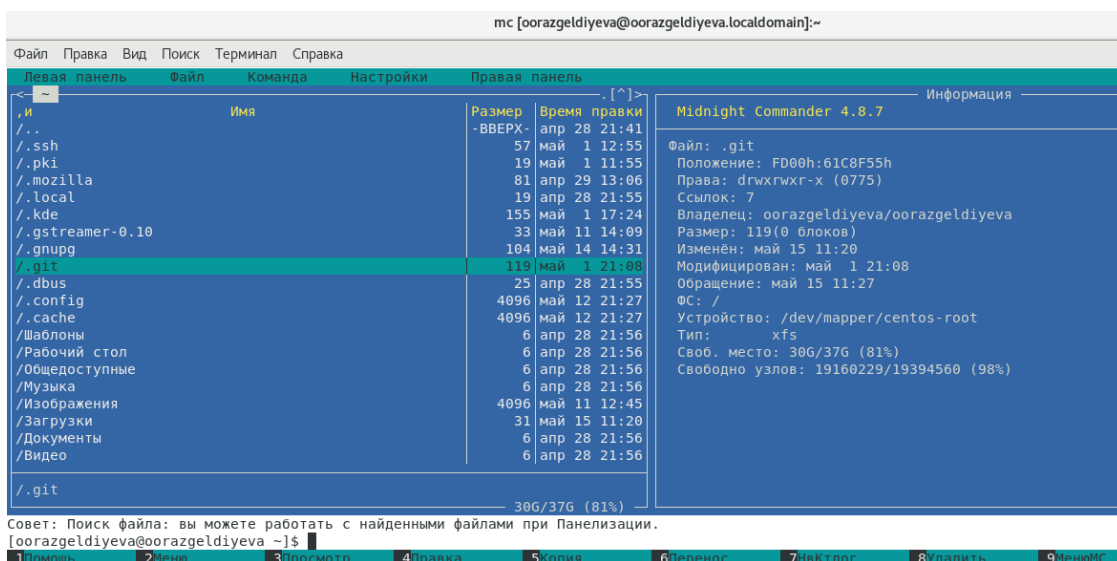 mc [oorazgeldiyeva@oorazgeldiyeva.localdomain]:~
Файл Правка Вид Поиск Терминал Справка
Левая панель Файл Команда Настройки Правая панель
<— ~ .[^]>
,и Имя Размер Время правки
/.. -ВВЕРХ- апр 28 21:41
/.ssh 57 май 1 12:55
/.pki 19 май 1 11:55
/.mozilla 81 апр 29 13:06
/.local 19 апр 28 21:55
/.kde 155 май 1 17:24
/.gstreamer-0.10 33 май 11 14:09
/.gnupg 104 май 14 14:31
/.git 119 май 1 21:08
/.dbus 25 апр 28 21:55
/.config 4096 май 12 21:27
/.cache 4096 май 12 21:27
/Шаблоны 6 апр 28 21:56
/Рабочий стол 6 апр 28 21:56
/Общедоступные 6 апр 28 21:56
/Музыка 6 апр 28 21:56
/Изображения 4096 май 11 12:45
/Загрузки 31 май 15 11:20
/Документы 6 апр 28 21:56
/Видео 6 апр 28 21:56
/.git
30G/37G (81%)
Информация
Midnight Commander 4.8.7
Файл: .git
Положение: FD00h:61C8F55h
Права: drwxrwxr-x (0775)
Ссылок: 7
Владелец: oorazgeldiyeva/oorazgeldiyeva
Размер: 119(0 блоков)
Изменён: май 15 11:20
Модифицирован: май 1 21:08
Обращение: май 15 11:27
ФС: /
Устройство: /dev/mapper/centos-root
Тип: xfs
Своб. место: 30G/37G (81%)
Свободно узлов: 19160229/19394560 (98%)
Совет: Поиск файла: вы можете работать с найденными файлами при Панелизации.
[oorazgeldiyeva@oorazgeldiyeva ~]$
1Помощь 2Меню 3Просмотр 4Правка 5Копия 6Перенос 7НвКтлог 8Удалить 9МенюМС